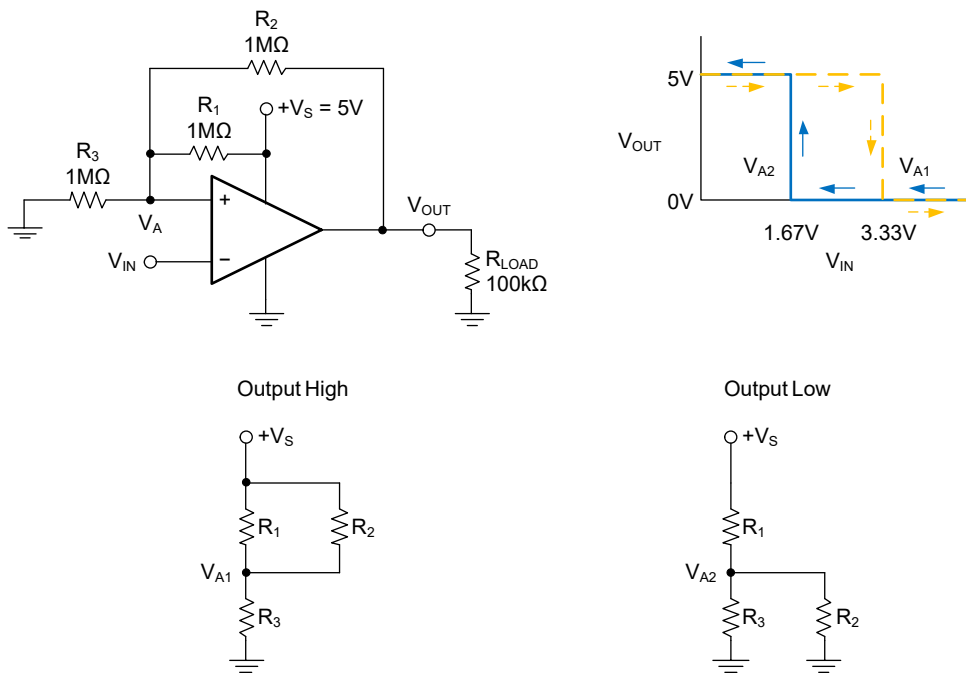 R2
1MΩ
R1
1MΩ
+VS = 5V
R3
1MΩ
VA
+
−
VIN
VOUT
RLOAD
100kΩ
5V
VOUT
VA2
VA1
0V
1.67V
3.33V
VIN
Output High
+VS
R1
R2
VA1
R3
Output Low
+VS
R1
VA2
R3
R2